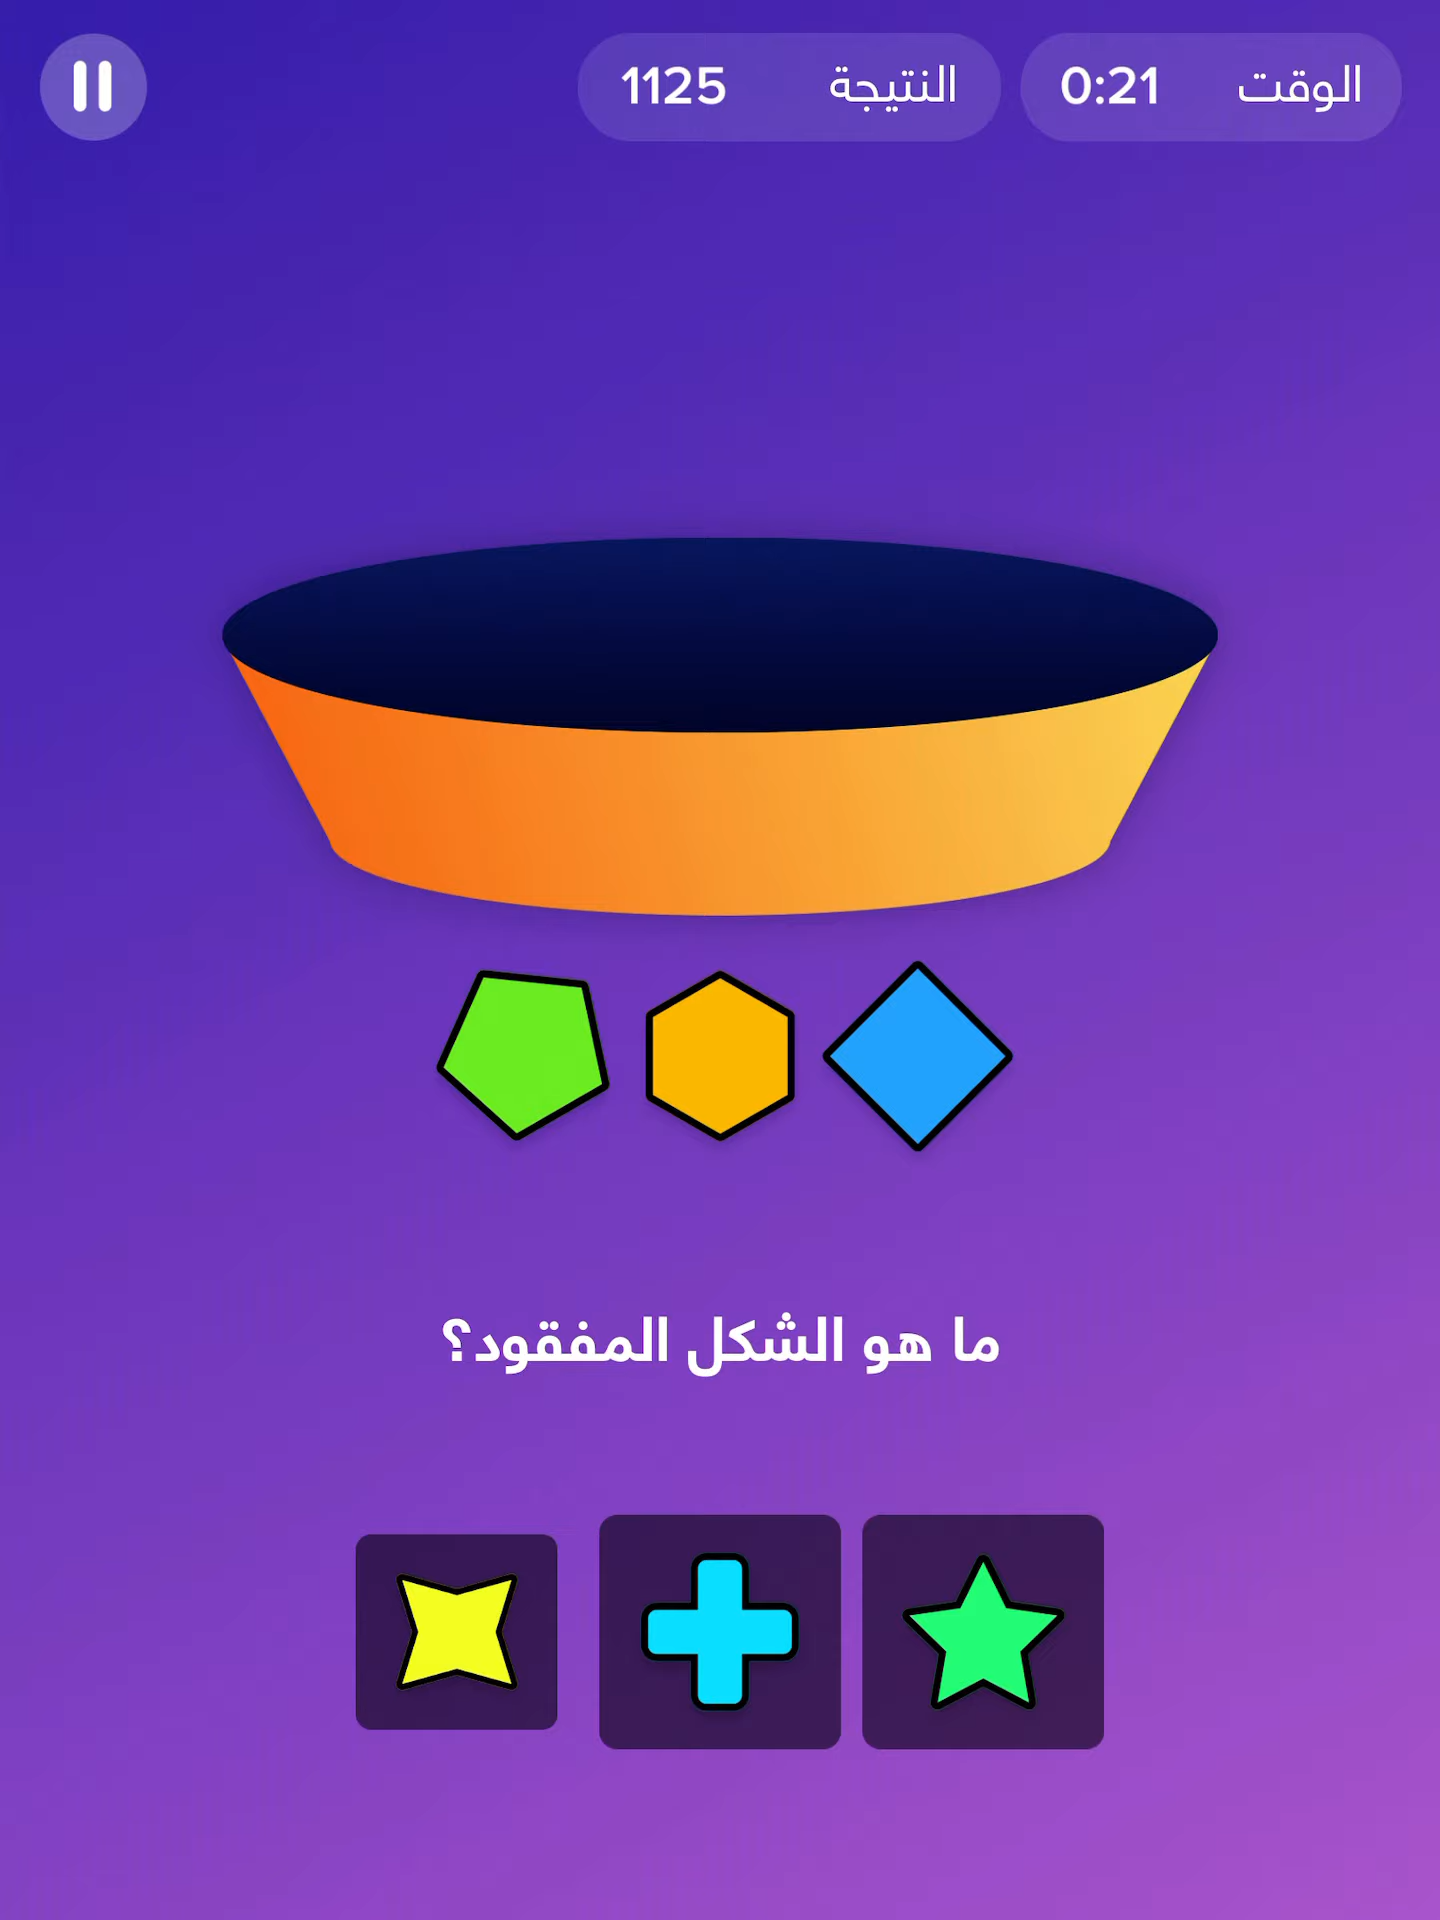 الوقت 0:21
النتيجة 1125
ما هو الشكل المفقود؟